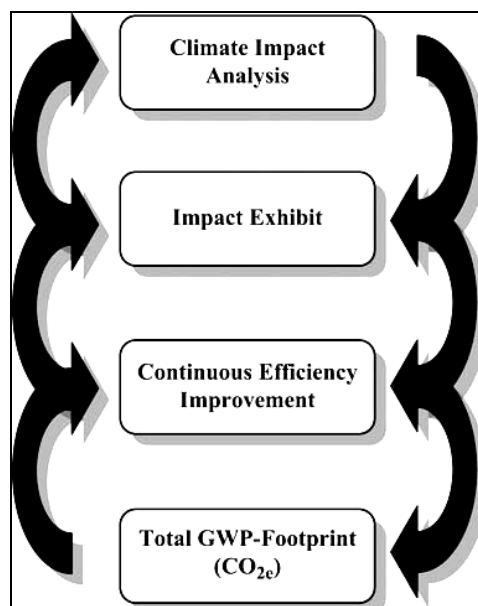 Climate Impact
Analysis
Impact Exhibit
Continuous Efficiency
Improvement
Total GWP-Footprint
(CO₂ₑ)